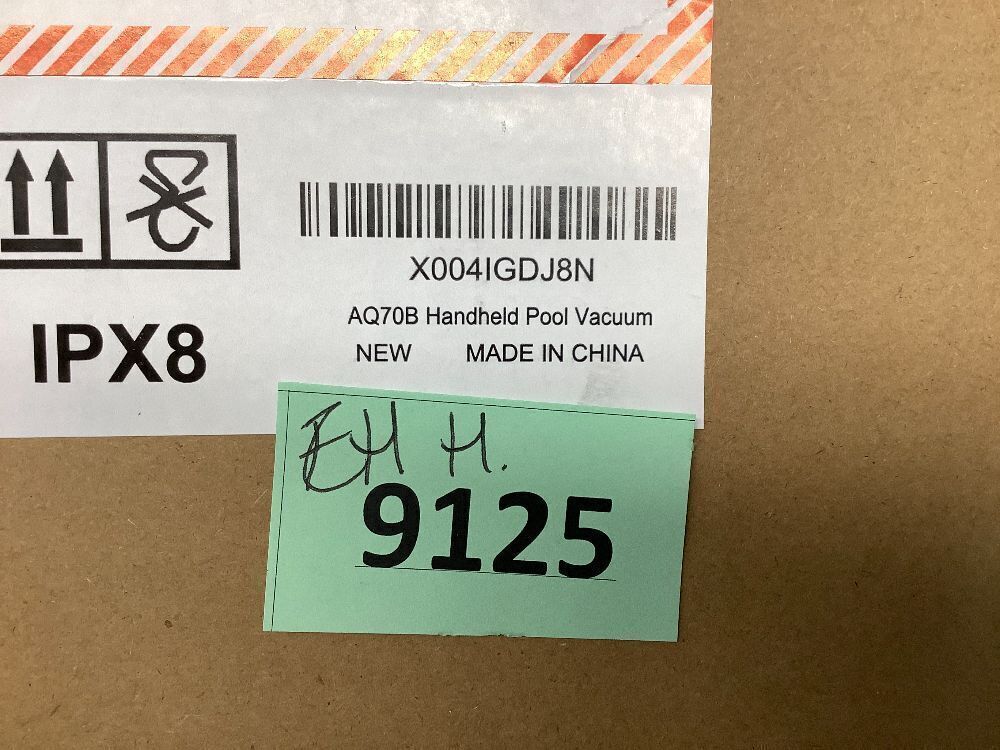 X004IGDJ8N
AQ70B Handheld Pool Vacuum
NEW MADE IN CHINA
IPX8
EH H.
9125